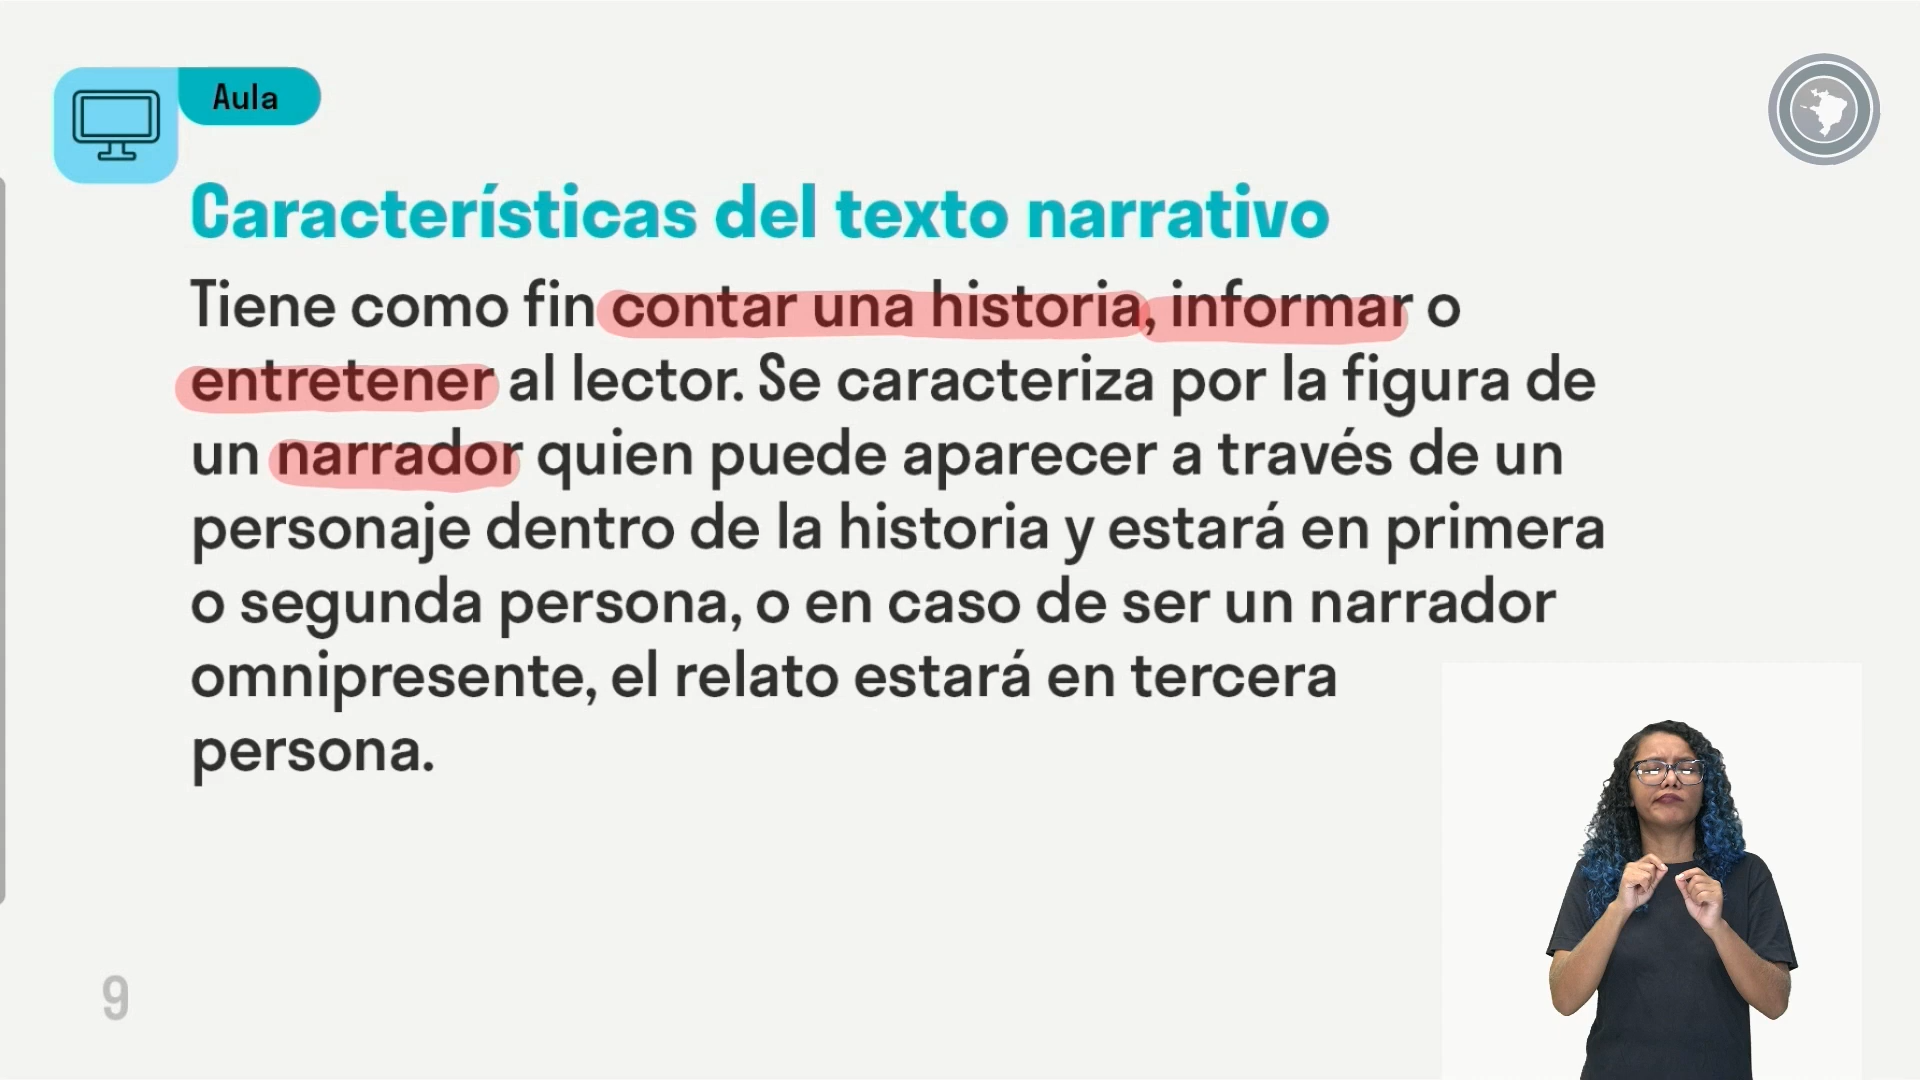 Aula
Características del texto narrativo
Tiene como fin contar una historia, informar o
entretener al lector. Se caracteriza por la figura de
un narrador quien puede aparecer a través de un
personaje dentro de la historia y estará en primera
o segunda persona, o en caso de ser un narrador
omnipresente, el relato estará en tercera
persona.
9